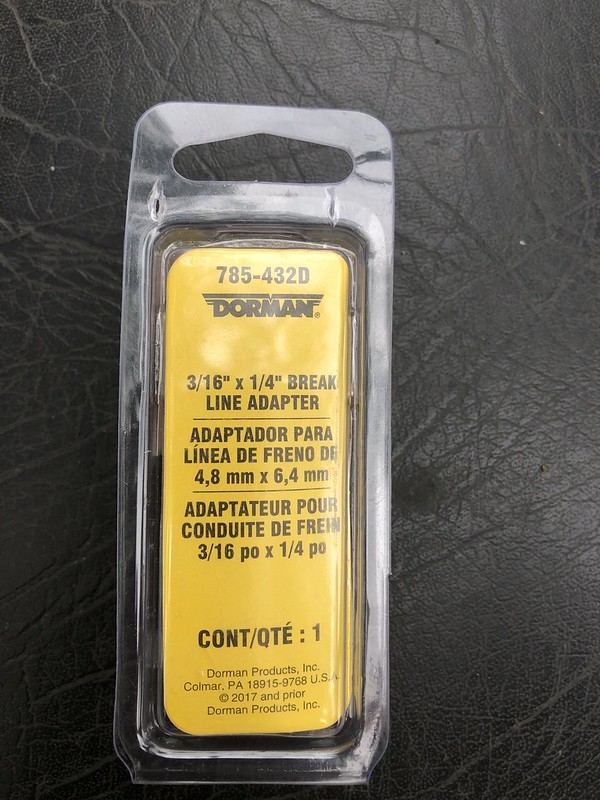 785-432D
DORMAN®
3/16" x 1/4" BREAK
LINE ADAPTER
ADAPTADOR PARA
LÍNEA DE FRENO DE
4,8 mm x 6,4 mm
ADAPTATEUR POUR
CONDUITE DE FREIN
3/16 po x 1/4 po
CONT/QTÉ : 1
Dorman Products, Inc.
Colmar. PA 18915-9768 U.S.A.
© 2017 and prior
Dorman Products, Inc.